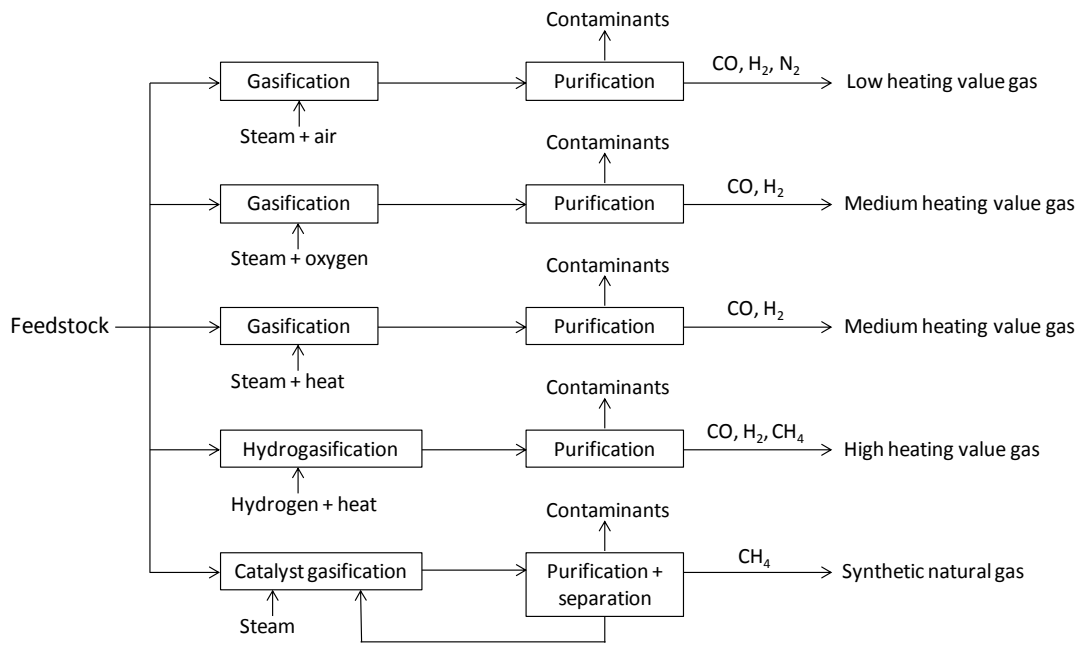 Contaminants
Gasification
Purification
CO, H₂, N₂
Low heating value gas
Steam + air
Contaminants
Gasification
Purification
CO, H₂
Medium heating value gas
Steam + oxygen
Contaminants
Feedstock
Gasification
Purification
CO, H₂
Medium heating value gas
Steam + heat
Contaminants
Hydrogasification
Purification
CO, H₂, CH₄
High heating value gas
Hydrogen + heat
Contaminants
Catalyst gasification
Purification +
separation
CH₄
Synthetic natural gas
Steam